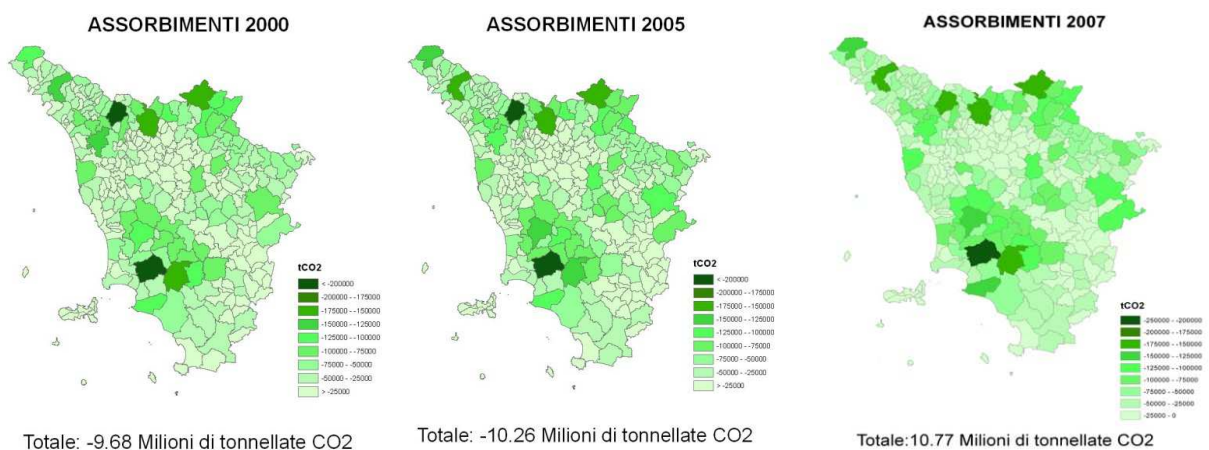 ASSORBIMENTI 2000
tCO2
< -200000
-200000 - -175000
-175000 - -150000
-150000 - -125000
-125000 - -100000
-100000 - -75000
-75000 - -50000
-50000 - -25000
> -25000
Totale: -9.68 Milioni di tonnellate CO2
ASSORBIMENTI 2005
tCO2
< -200000
-200000 - -175000
-175000 - -150000
-150000 - -125000
-125000 - -100000
-100000 - -75000
-75000 - -50000
-50000 - -25000
> -25000
Totale: -10.26 Milioni di tonnellate CO2
ASSORBIMENTI 2007
tCO2
-250000 - -200000
-200000 - -175000
-175000 - -150000
-150000 - -125000
-125000 - -100000
-100000 - -75000
-75000 - -50000
-50000 - -25000
-25000 - 0
Totale:10.77 Milioni di tonnellate CO2